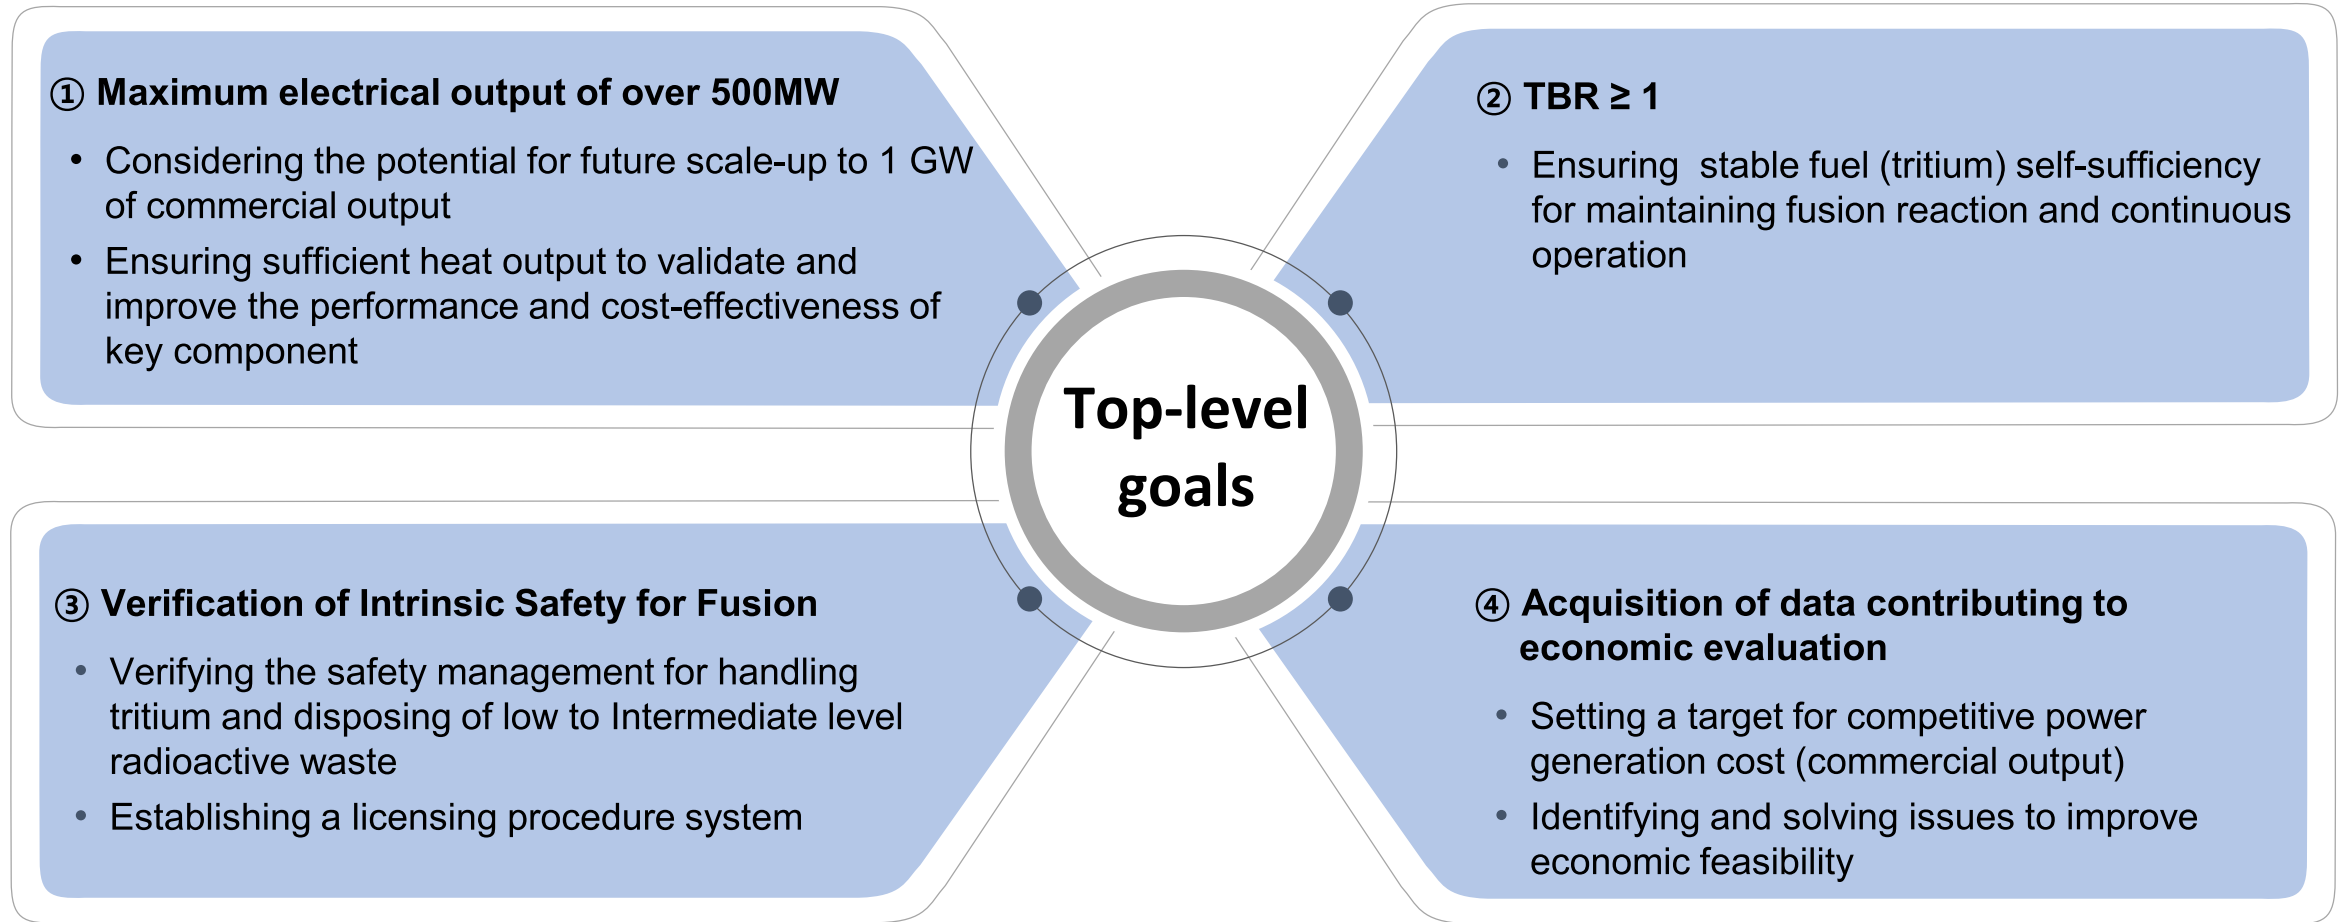 ① Maximum electrical output of over 500MW
• Considering the potential for future scale-up to 1 GW
of commercial output
• Ensuring sufficient heat output to validate and
improve the performance and cost-effectiveness of
key component
② TBR ≥ 1
• Ensuring  stable fuel (tritium) self-sufficiency
for maintaining fusion reaction and continuous
operation
Top-level
goals
③ Verification of Intrinsic Safety for Fusion
• Verifying the safety management for handling
tritium and disposing of low to Intermediate level
radioactive waste
• Establishing a licensing procedure system
④ Acquisition of data contributing to
economic evaluation
• Setting a target for competitive power
generation cost (commercial output)
• Identifying and solving issues to improve
economic feasibility